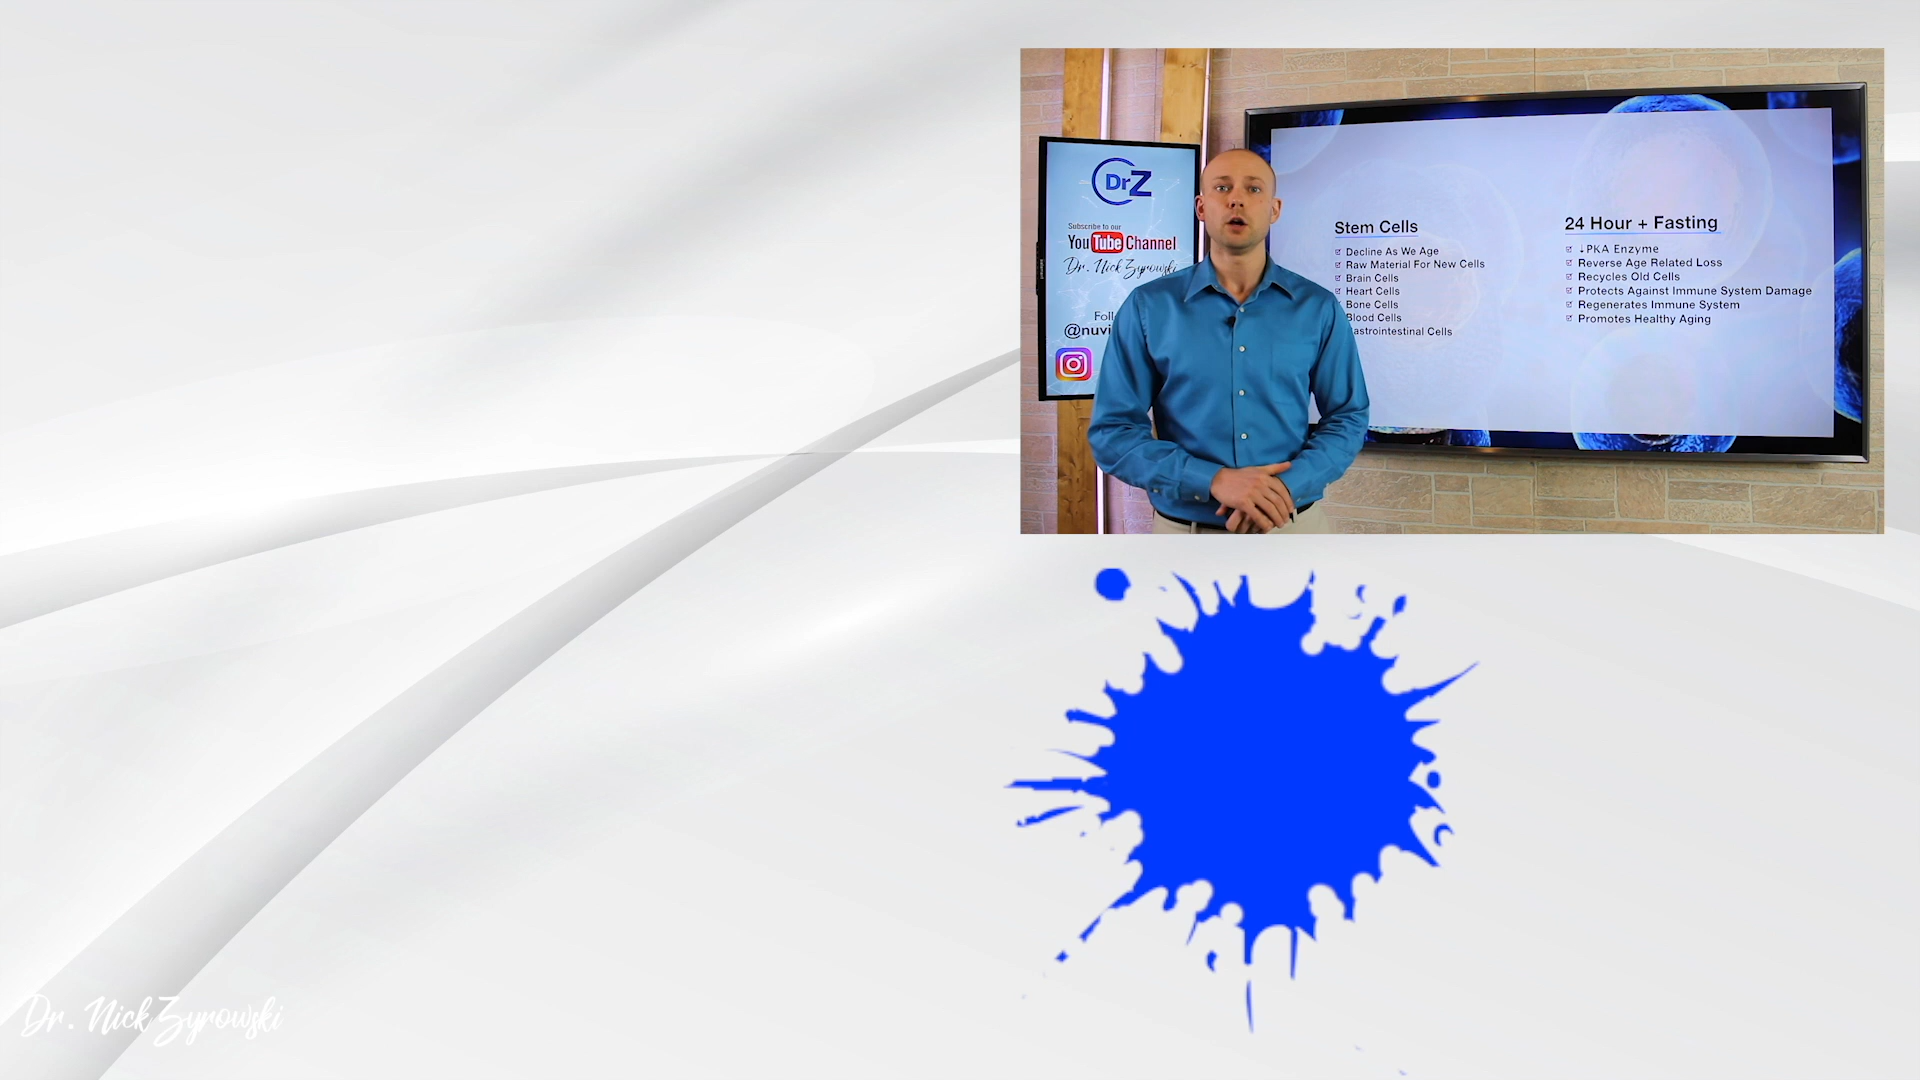 DrZ
Subscribe to our
YouTube Channel
Dr. Nick Zyrowski
@nuvi
Stem Cells
Decline As We Age
Raw Material For New Cells
Brain Cells
Heart Cells
Bone Cells
Blood Cells
astrointestinal Cells
24 Hour + Fasting
↓PKA Enzyme
Reverse Age Related Loss
Recycles Old Cells
Protects Against Immune System Damage
Regenerates Immune System
Promotes Healthy Aging
Dr. Nick Zyrowski